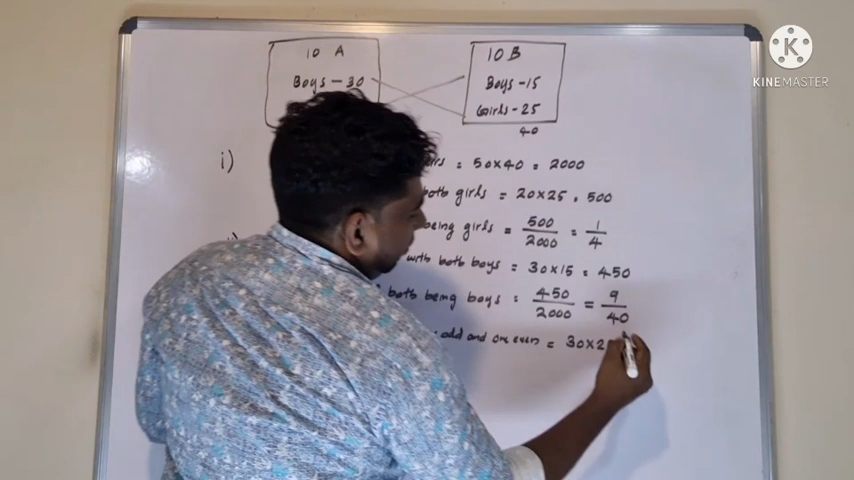 10 A
Boys - 30
10 B
Boys - 15
Girls - 25
40
K
KINEMASTER
i) = 50×40 = 2000
both girls = 20×25 = 500
being girls = 500/2000 = 1/4
with both boys = 30×15 = 450
both being boys = 450/2000 = 9/40
odd and one even = 30×2